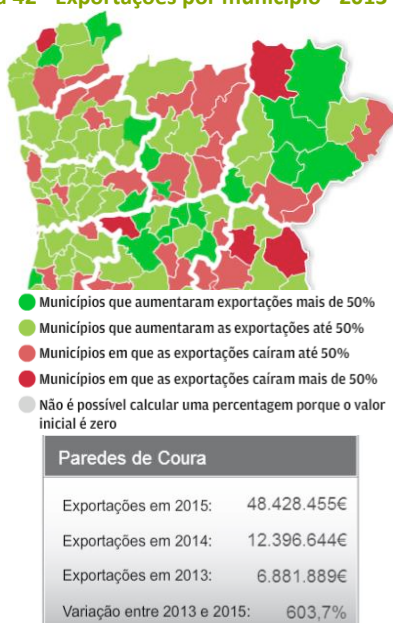 42 - Exportações por município - 2015
Municípios que aumentaram exportações mais de 50%
Municípios que aumentaram as exportações até 50%
Municípios em que as exportações caíram até 50%
Municípios em que as exportações caíram mais de 50%
Não é possível calcular uma percentagem porque o valor
inicial é zero
Paredes de Coura
Exportações em 2015: 48.428.455€
Exportações em 2014: 12.396.644€
Exportações em 2013: 6.881.889€
Variação entre 2013 e 2015: 603,7%